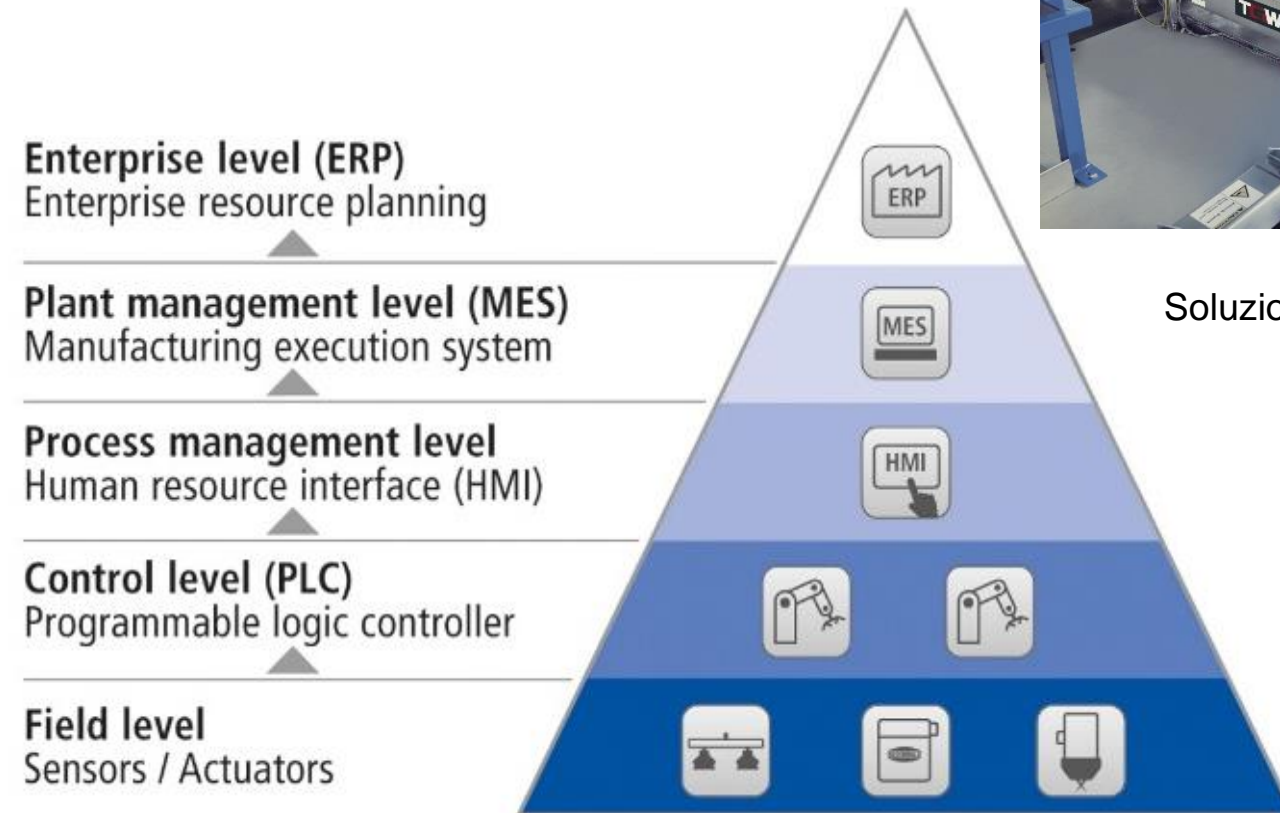 Enterprise level (ERP)
Enterprise resource planning
ERP
Plant management level (MES)
Manufacturing execution system
MES
Soluzio
Process management level
Human resource interface (HMI)
HMI
Control level (PLC)
Programmable logic controller
Field level
Sensors / Actuators